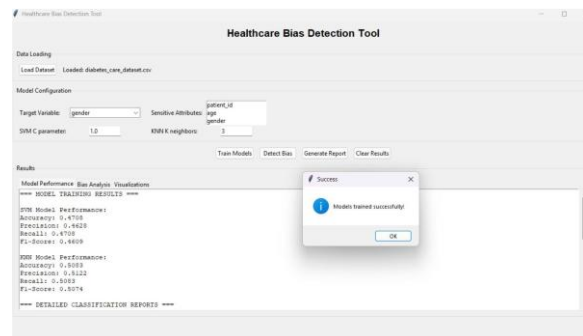 Healthcare Bias Detection Tool
Healthcare Bias Detection Tool
Data Loading
Load Dataset Loaded: diabetes_care_dataset.csv
Model Configuration
Target Variable: gender Sensitive Attributes: patient_id
age
gender
SVM C parameter: 1.0 KNN K neighbors: 3
Train Models Detect Bias Generate Report Clear Results
Results
Model Performance Bias Analysis Visualizations
=== MODEL TRAINING RESULTS ===
SVM Model Performance:
Accuracy: 0.4708
Precision: 0.4628
Recall: 0.4708
F1-Score: 0.4609
KNN Model Performance:
Accuracy: 0.5083
Precision: 0.5122
Recall: 0.5083
F1-Score: 0.5074
=== DETAILED CLASSIFICATION REPORTS ===
Success
Models trained successfully!
OK